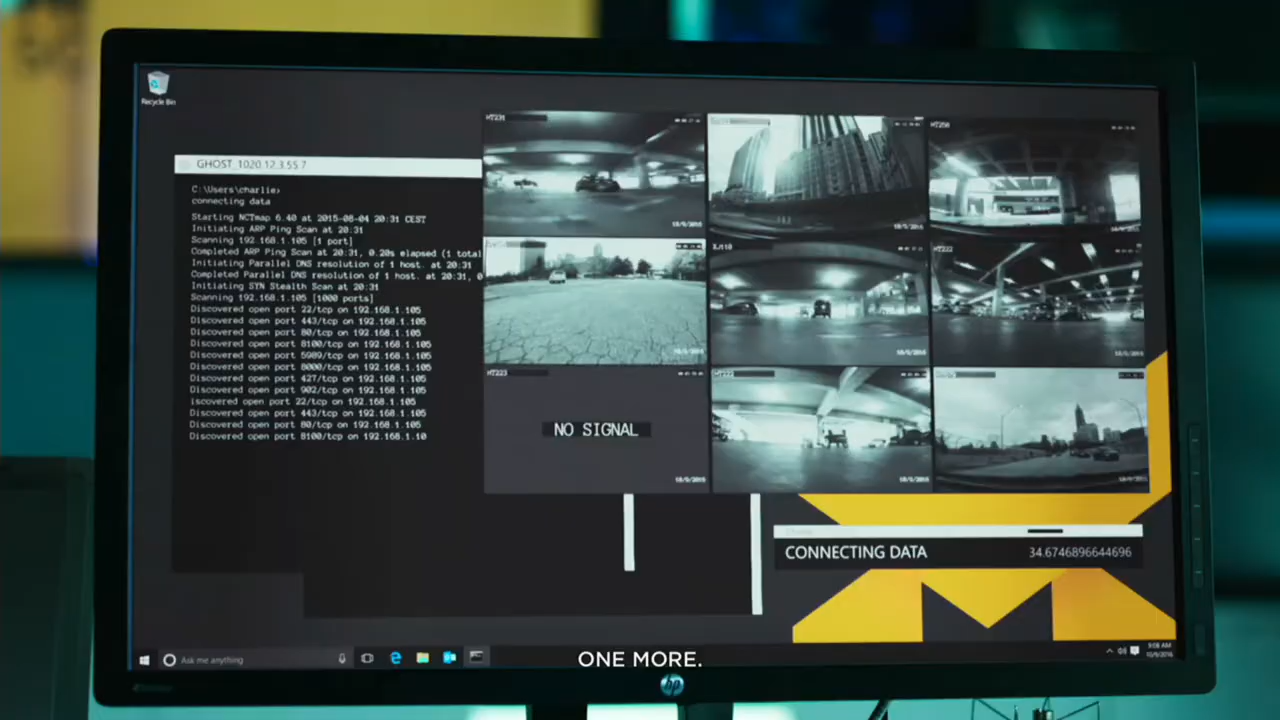 Recycle Bin
GHOST_1020.12.3.55.7
C:\Users\charlie>
connecting data
Starting NCTmap 6.40 at 2015-08-04 20:31 CEST
Initiating ARP Ping Scan at 20:31
Scanning 192.168.1.105 [1 port]
Completed ARP Ping Scan at 20:31, 0.20s elapsed (1 total
Initiating Parallel DNS resolution of 1 host. at 20:31
Completed Parallel DNS resolution of 1 host. at 20:31, 0
Initiating SYN Stealth Scan at 20:31
Scanning 192.168.1.105 [1000 ports]
Discovered open port 22/tcp on 192.168.1.105
Discovered open port 443/tcp on 192.168.1.105
Discovered open port 80/tcp on 192.168.1.105
Discovered open port 8100/tcp on 192.168.1.105
Discovered open port 5989/tcp on 192.168.1.105
Discovered open port 8000/tcp on 192.168.1.105
Discovered open port 427/tcp on 192.168.1.105
Discovered open port 902/tcp on 192.168.1.105
iscovered open port 22/tcp on 192.168.1.105
Discovered open port 443/tcp on 192.168.1.105
Discovered open port 80/tcp on 192.168.1.105
Discovered open port 8100/tcp on 192.168.1.10
HT223
NO SIGNAL
CONNECTING DATA 34.6746896644696
Ask me anything
9:08 AM
10/9/2016
ONE MORE.
hp